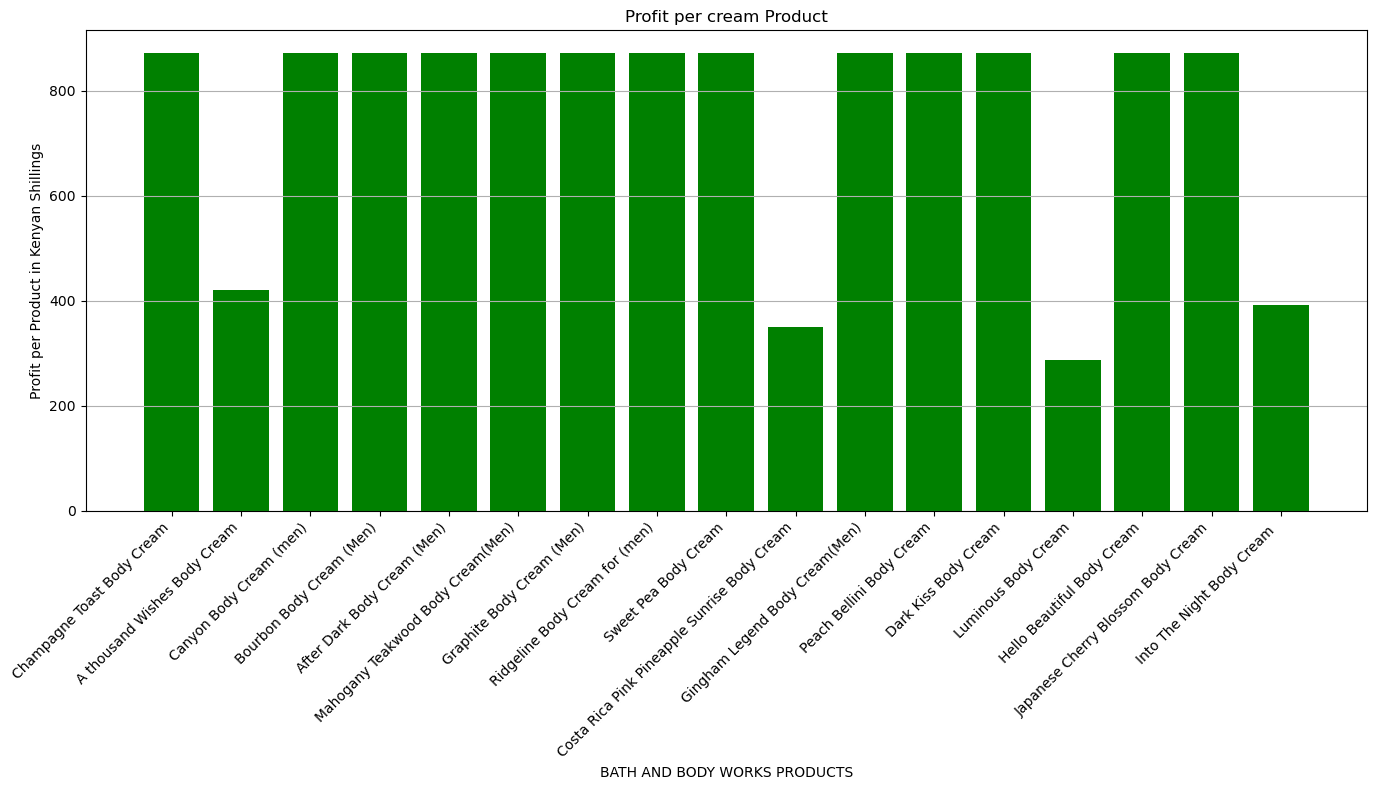 Profit per cream Product
Profit per Product in Kenyan Shillings
800
600
400
200
0
Champagne Toast Body Cream
A thousand Wishes Body Cream
Canyon Body Cream (men)
Bourbon Body Cream (Men)
After Dark Body Cream (Men)
Mahogany Teakwood Body Cream(Men)
Graphite Body Cream (Men)
Ridgeline Body Cream for (men)
Sweet Pea Body Cream
Costa Rica Pink Pineapple Sunrise Body Cream
Gingham Legend Body Cream(Men)
Peach Bellini Body Cream
Dark Kiss Body Cream
Luminous Body Cream
Hello Beautiful Body Cream
Japanese Cherry Blossom Body Cream
Into The Night Body Cream
BATH AND BODY WORKS PRODUCTS